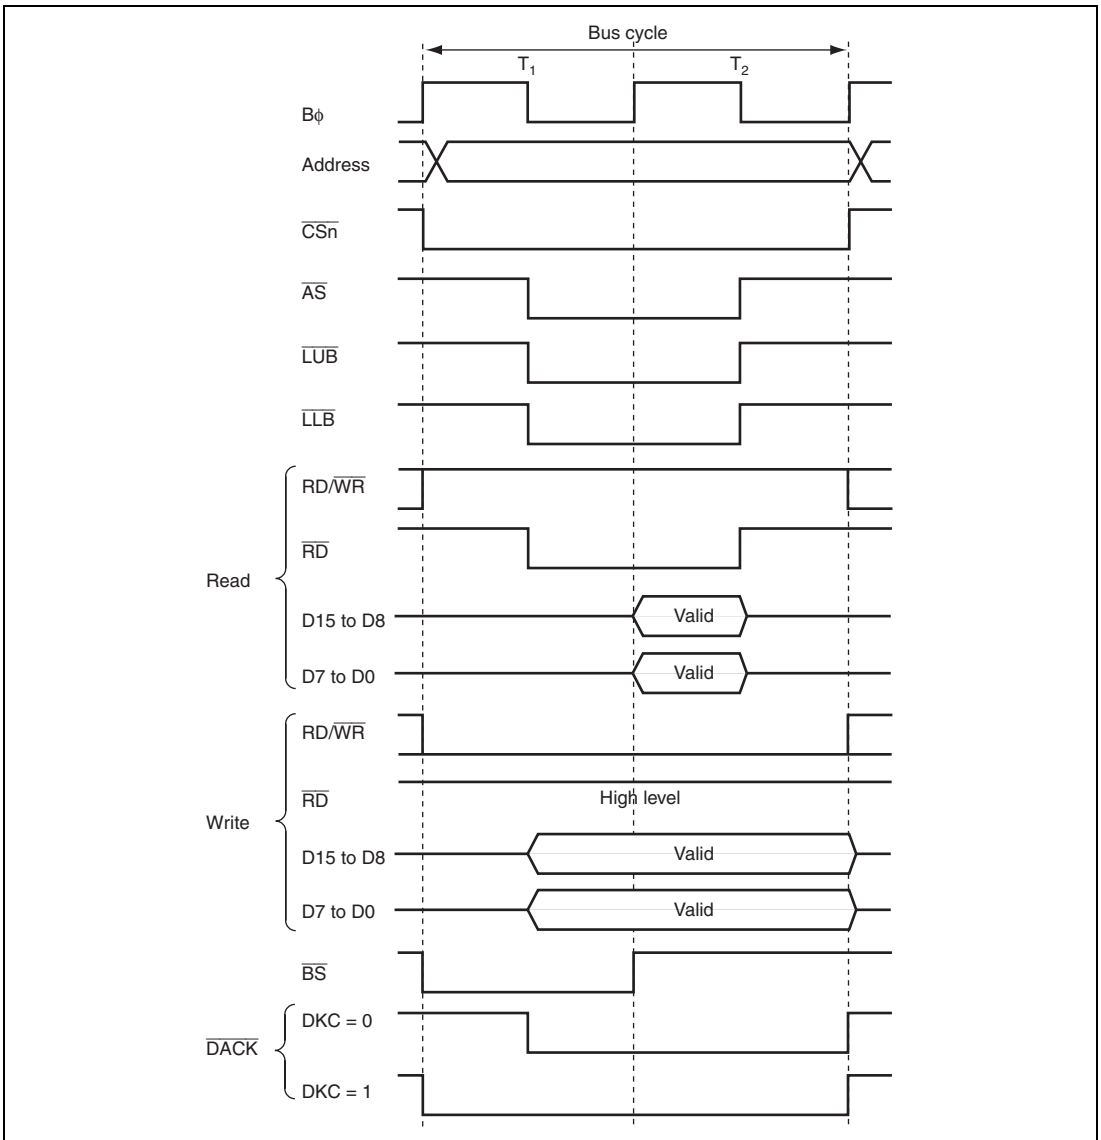 Bus cycle
T1 T2
Bφ
Address
CSn
AS
LUB
LLB
Read
RD/WR
RD
D15 to D8 Valid
D7 to D0 Valid
Write
RD/WR
RD High level
D15 to D8 Valid
D7 to D0 Valid
BS
DACK
DKC = 0
DKC = 1